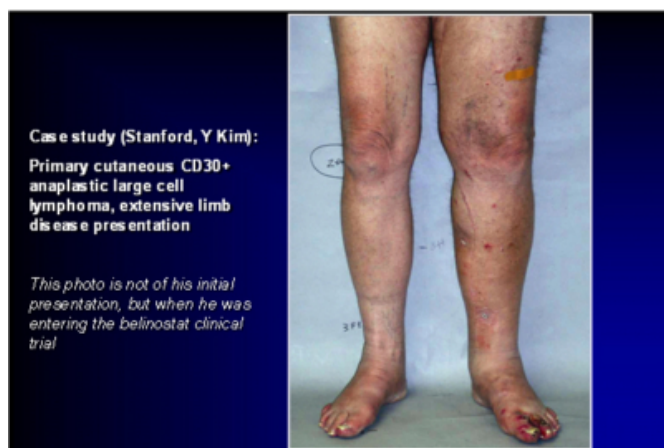 Case study (Stanford, Y Kim):
Primary cutaneous CD30+
anaplastic large cell
lymphoma, extensive limb
disease presentation
This photo is not of his initial
presentation, but when he was
entering the belinostat clinical
trial